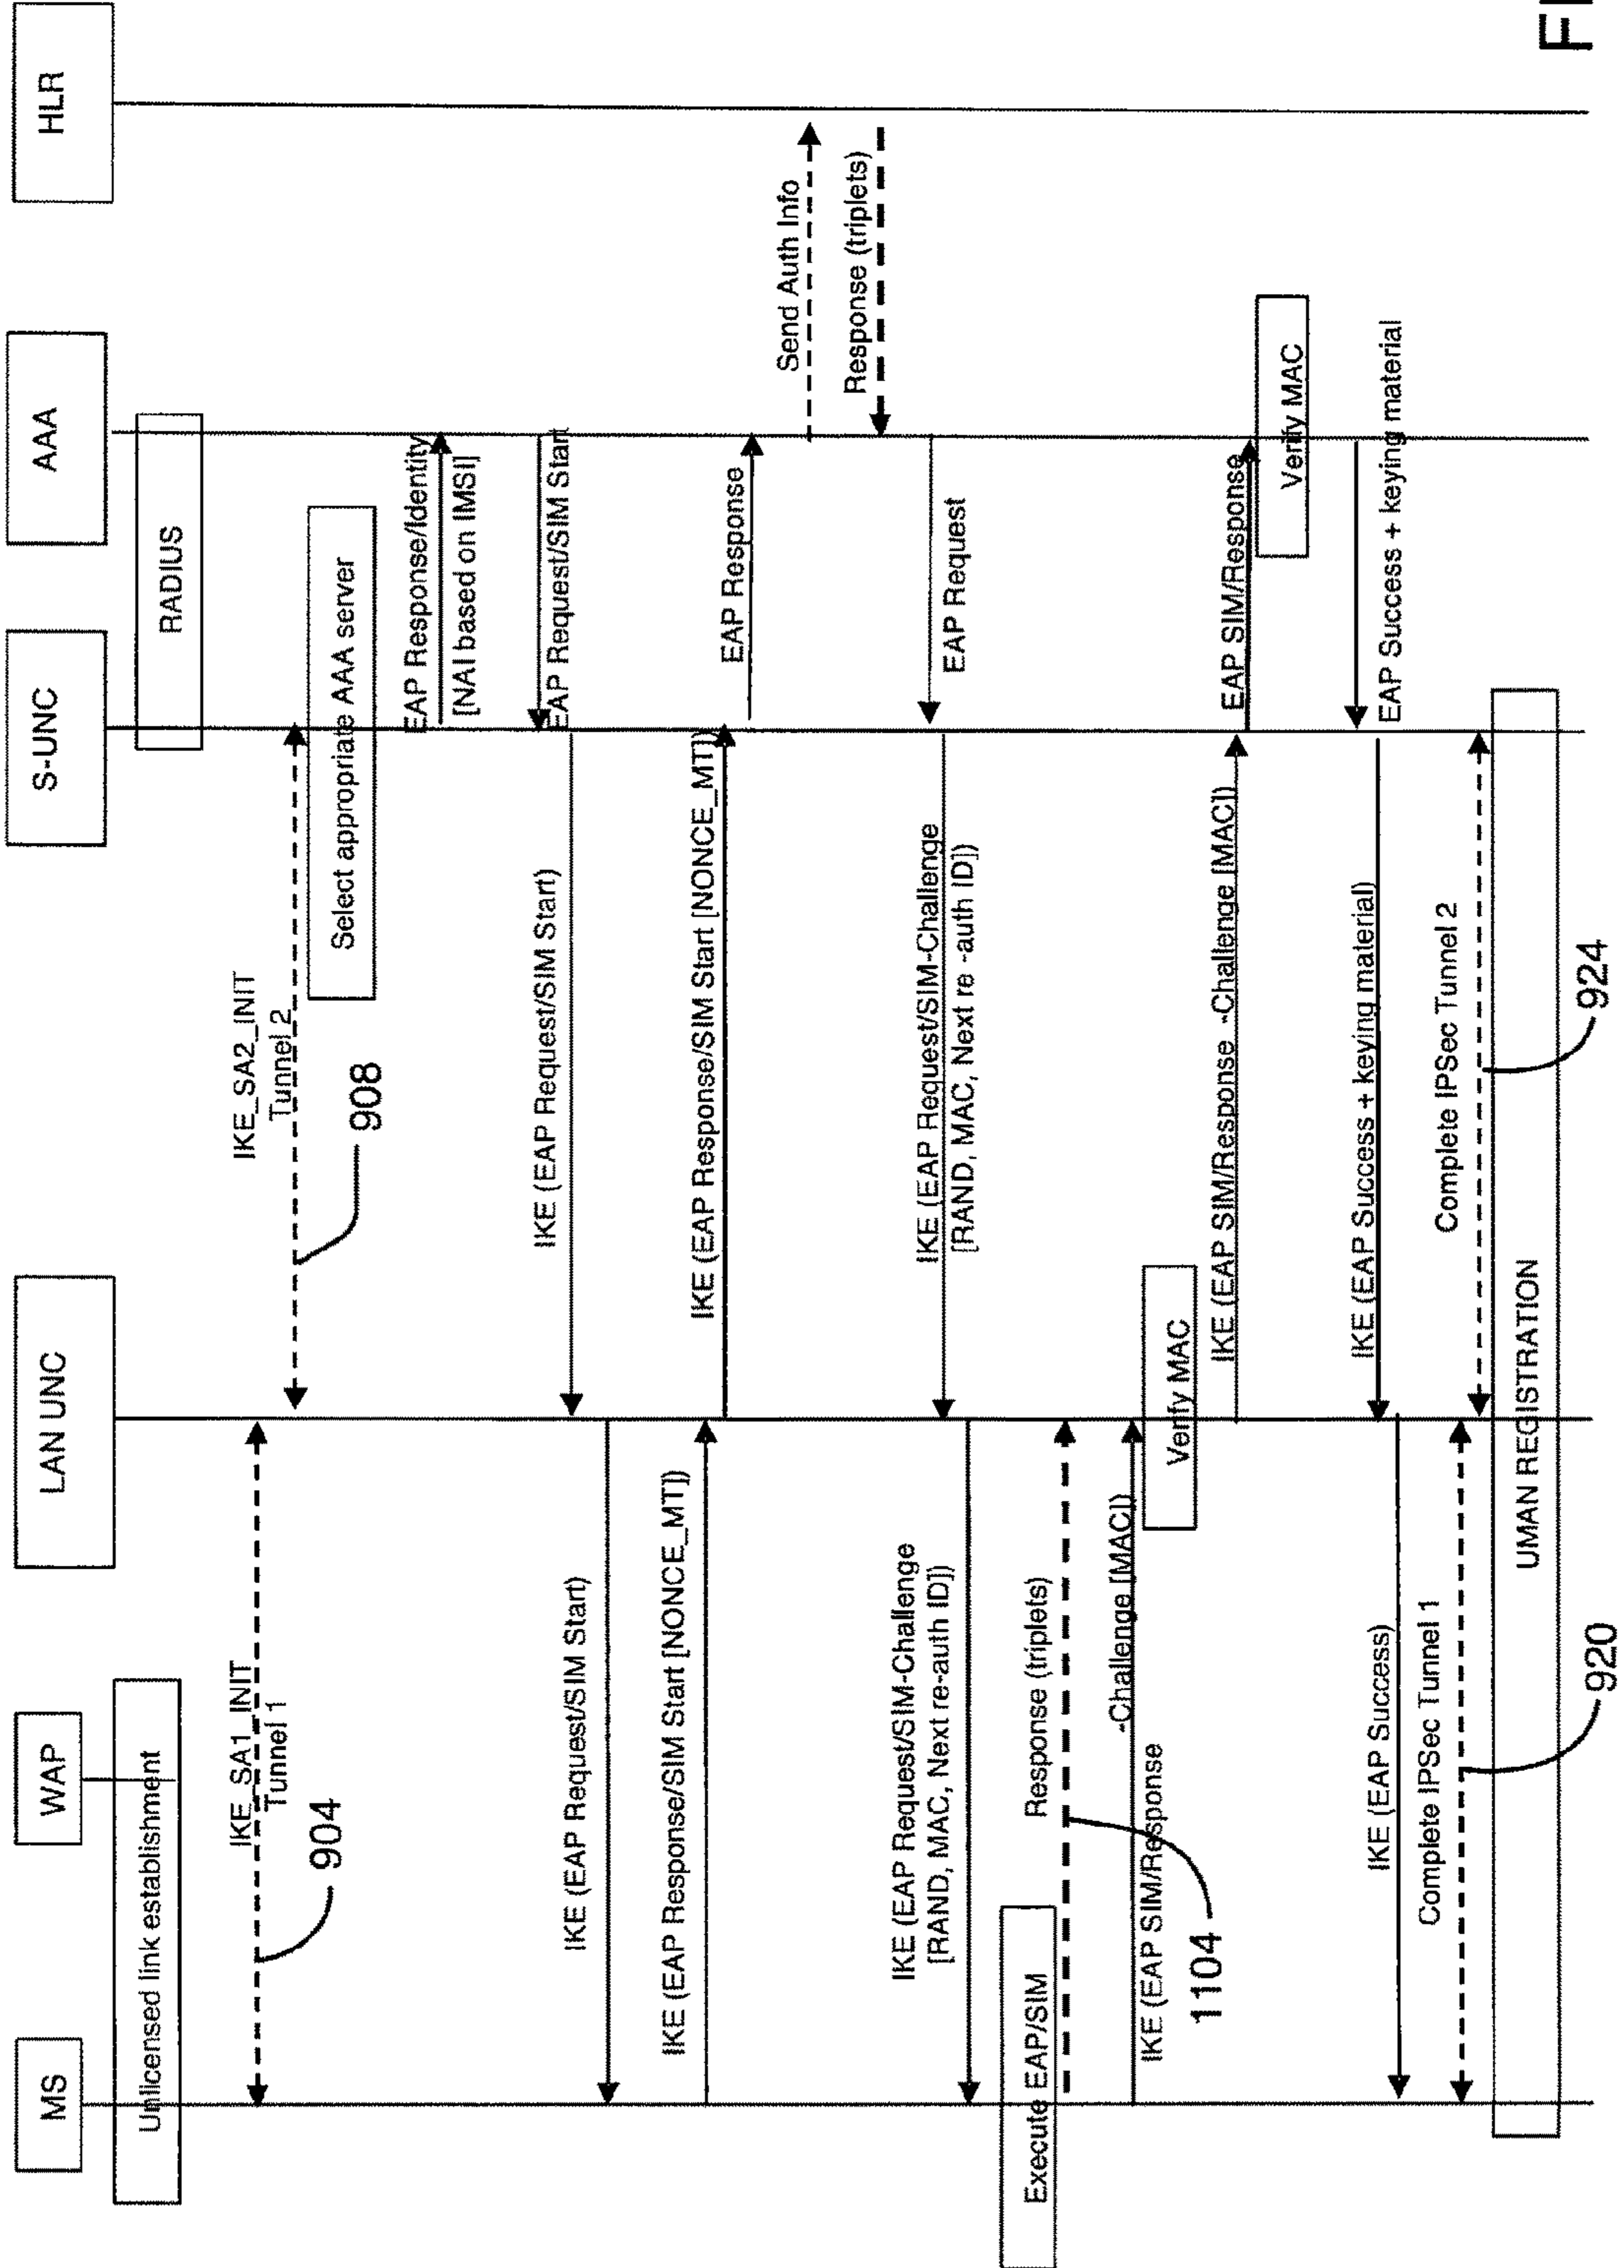 MS
WAP
LAN UNC
S-UNC
AAA
HLR
Unlicensed link establishment
RADIUS
IKE_SA1_INIT
Tunnel 1
904
IKE_SA2_INIT
Tunnel 2
908
Select appropriate AAA server
EAP Response/Identity
[NAI based on IMSI]
EAP Request/SIM Start
IKE (EAP Request/SIM Start)
IKE (EAP Request/SIM Start)
IKE (EAP Response/SIM Start [NONCE_MT])
IKE (EAP Response/SIM Start [NONCE_MT])
EAP Response
Send Auth Info
Response (triplets)
EAP Request
IKE (EAP Request/SIM-Challenge
[RAND, MAC, Next re -auth ID])
IKE (EAP Request/SIM-Challenge
[RAND, MAC, Next re-auth ID])
Execute EAP/SIM
Response (triplets)
1104
-Challenge [MAC])
IKE (EAP SIM/Response
Verify MAC
IKE (EAP SIM/Response -Challenge [MAC])
EAP SIM/Response
Verify MAC
EAP Success + keying material
IKE (EAP Success + keying material)
IKE (EAP Success)
Complete IPSec Tunnel 1
920
Complete IPSec Tunnel 2
924
UMAN REGISTRATION